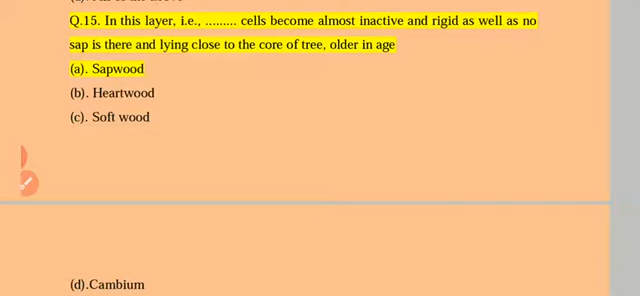 Q.15. In this layer, i.e., ......... cells become almost inactive and rigid as well as no
sap is there and lying close to the core of tree, older in age
(a). Sapwood
(b). Heartwood
(c). Soft wood
(d).Cambium